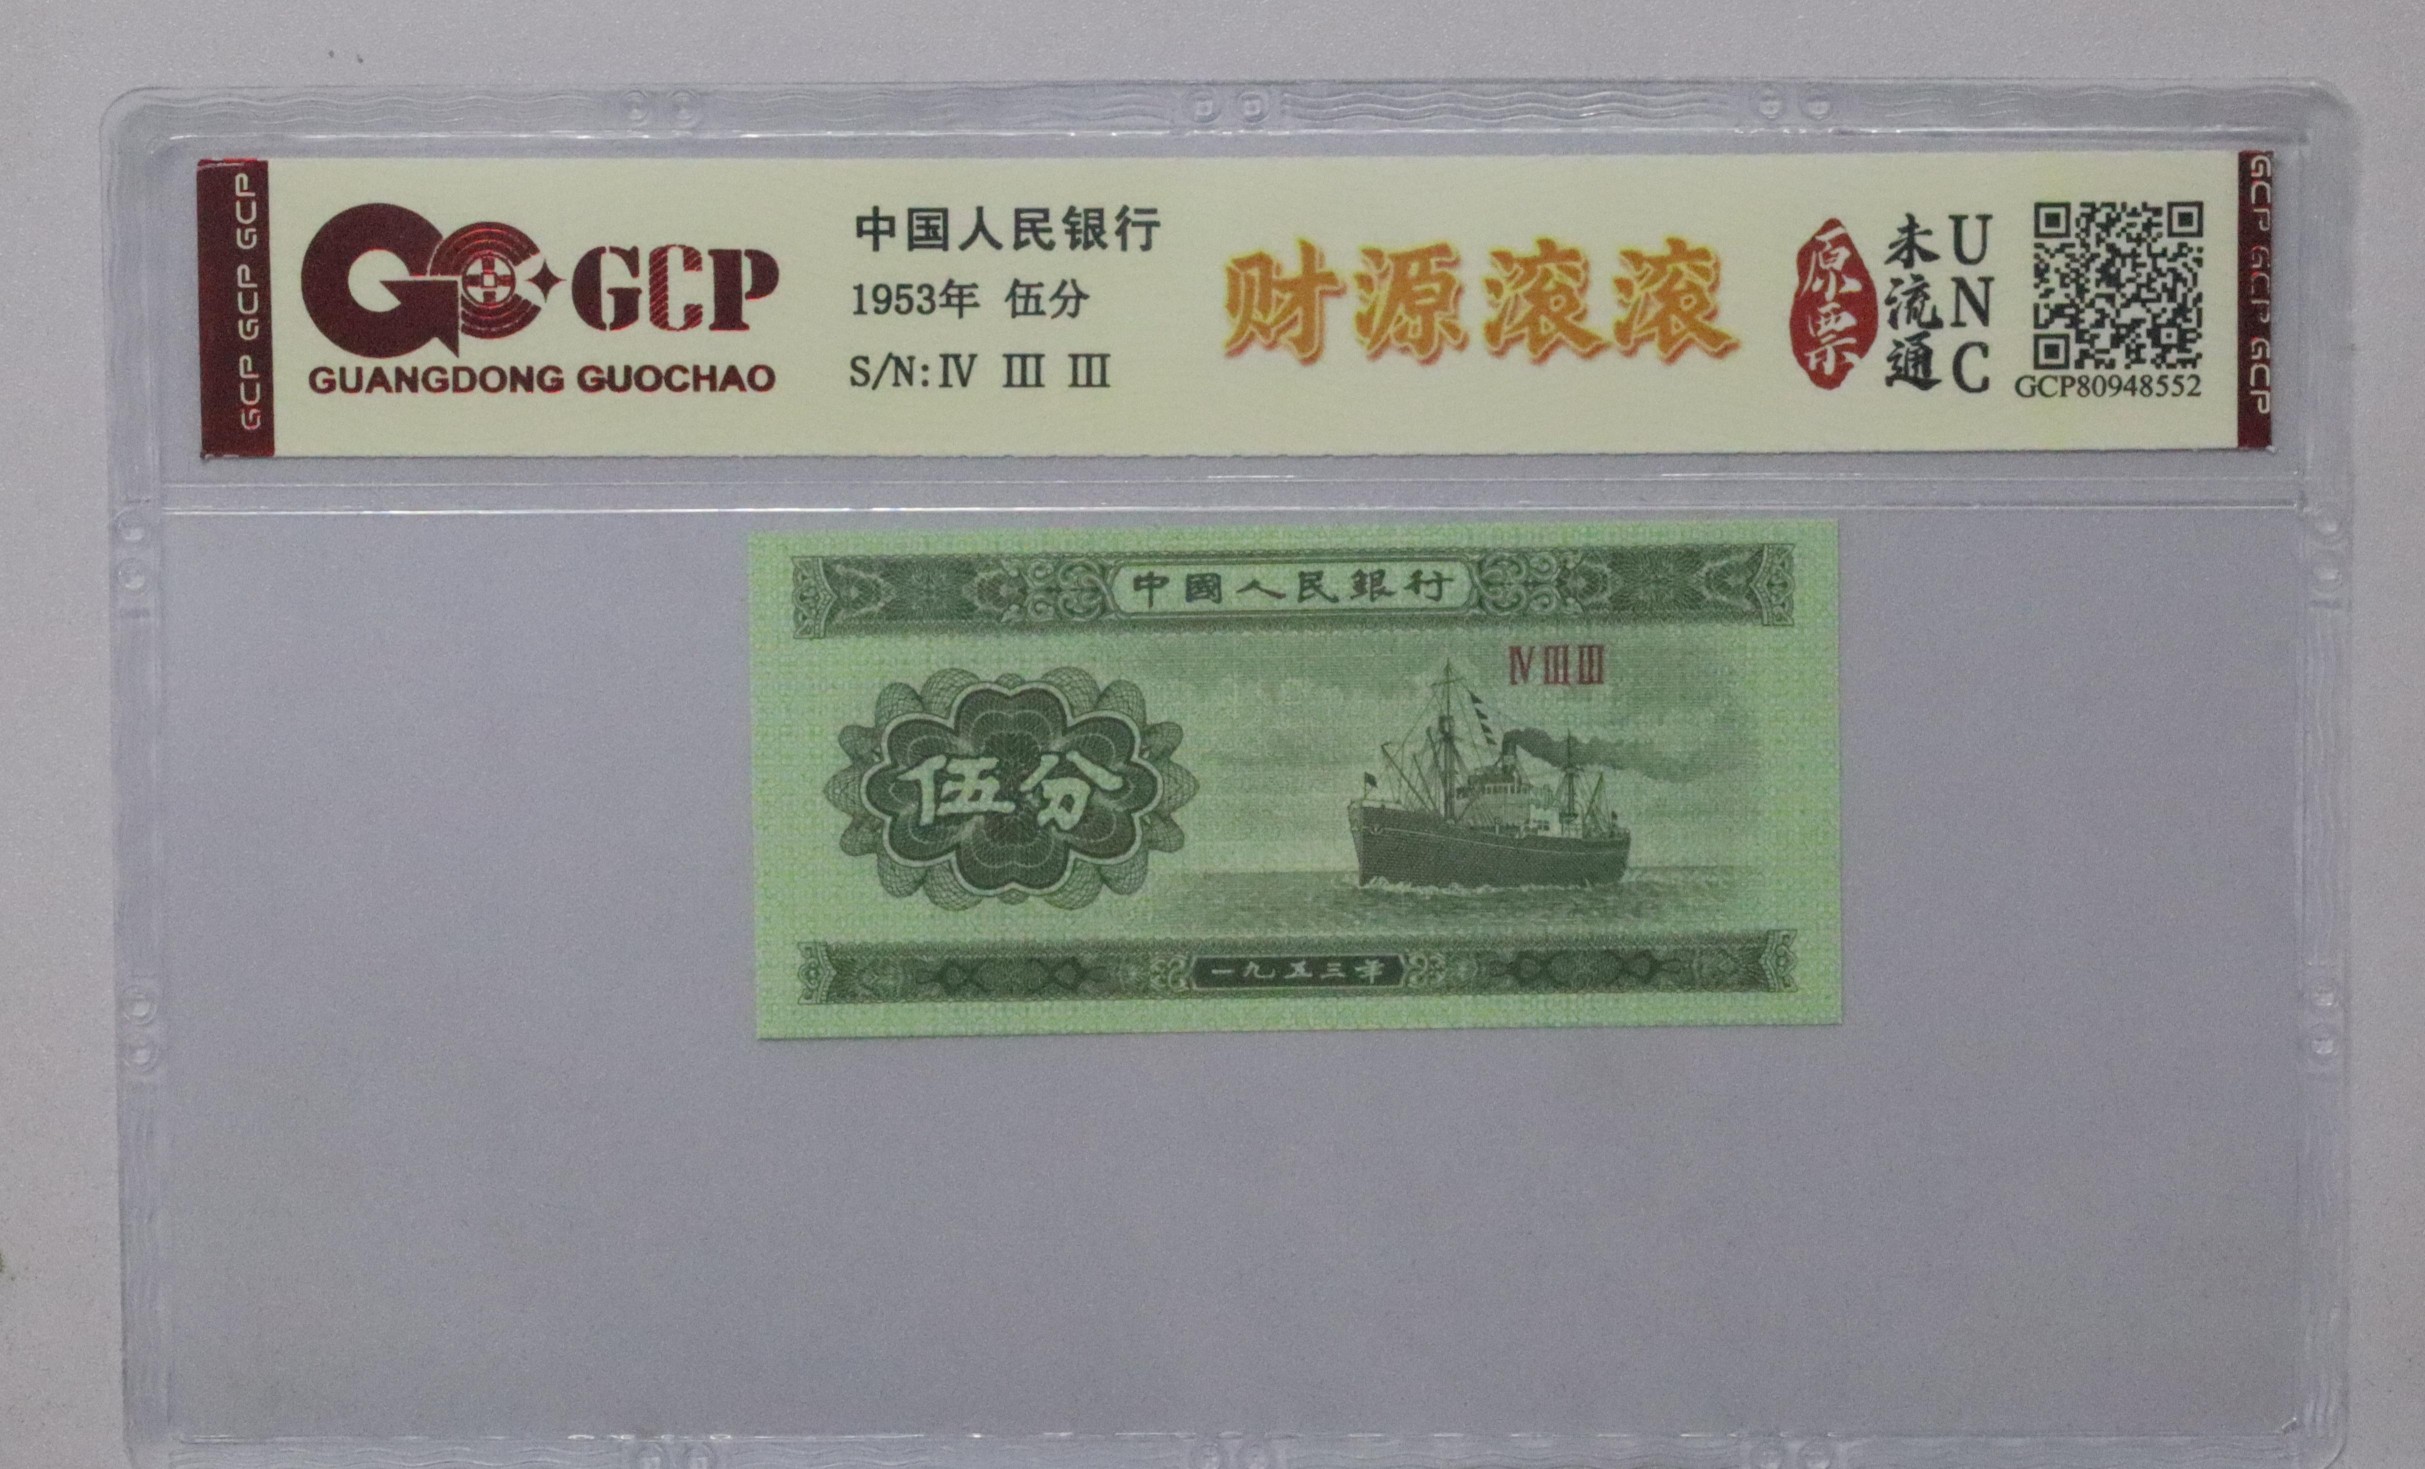 GCP GCP GCP
GCP
GUANGDONG GUOCHAO
中国人民银行
1953年 伍分
S/N: Ⅳ Ⅲ Ⅲ
财源滚滚
原票
未流通
UNC
GCP80948552
GCP GCP GCP
中國人民銀行
Ⅳ Ⅲ Ⅲ
伍分
一九五三年